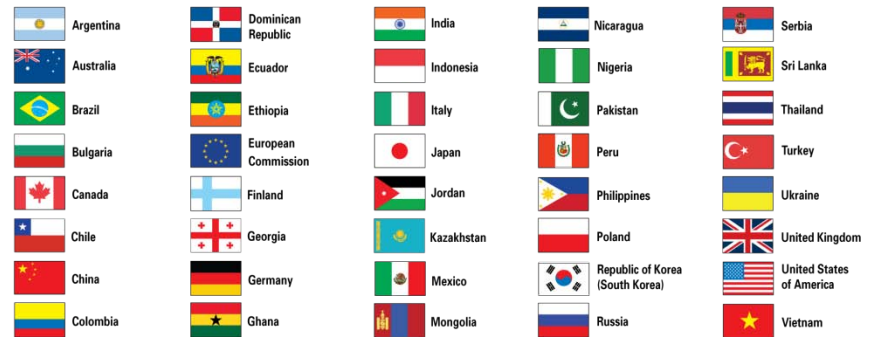 Argentina
Australia
Brazil
Bulgaria
Canada
Chile
China
Colombia
Dominican
Republic
Ecuador
Ethiopia
European
Commission
Finland
Georgia
Germany
Ghana
India
Indonesia
Italy
Japan
Jordan
Kazakhstan
Mexico
Mongolia
Nicaragua
Nigeria
Pakistan
Peru
Philippines
Poland
Republic of Korea
(South Korea)
Russia
Serbia
Sri Lanka
Thailand
Turkey
Ukraine
United Kingdom
United States
of America
Vietnam